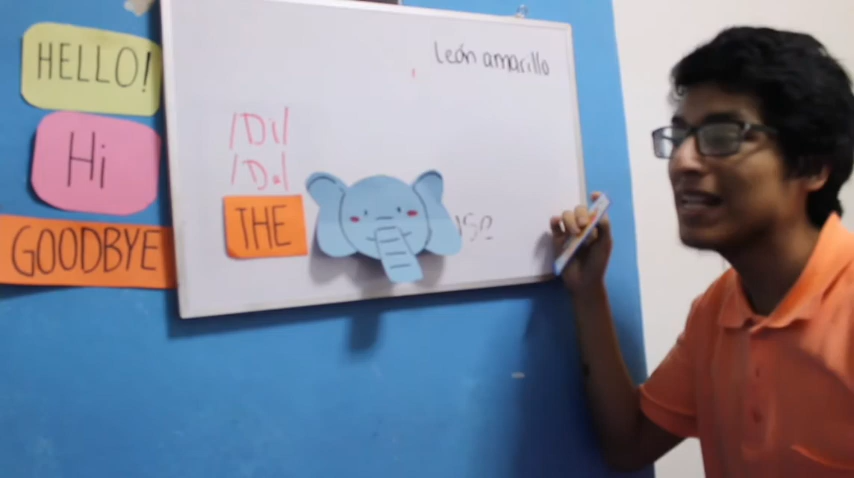 HELLO!
Hi
GOODBYE
león amarillo
/Di/
/Də/
THE